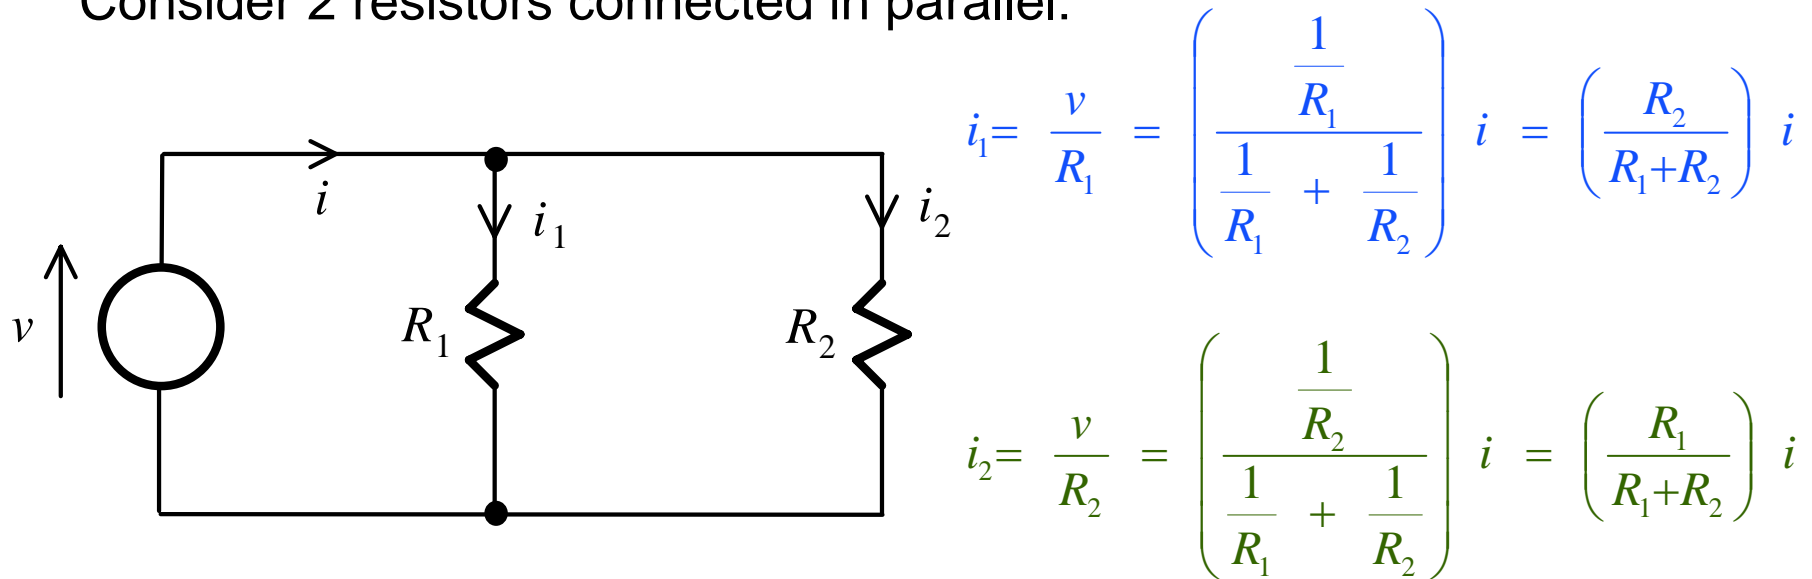 Consider 2 resistors connected in parallel.
i₁ = v/R₁ = ((1/R₁)/(1/R₁ + 1/R₂)) i = (R₂/(R₁+R₂)) i
i
i₁
i₂
v
R₁
R₂
i₂ = v/R₂ = ((1/R₂)/(1/R₁ + 1/R₂)) i = (R₁/(R₁+R₂)) i